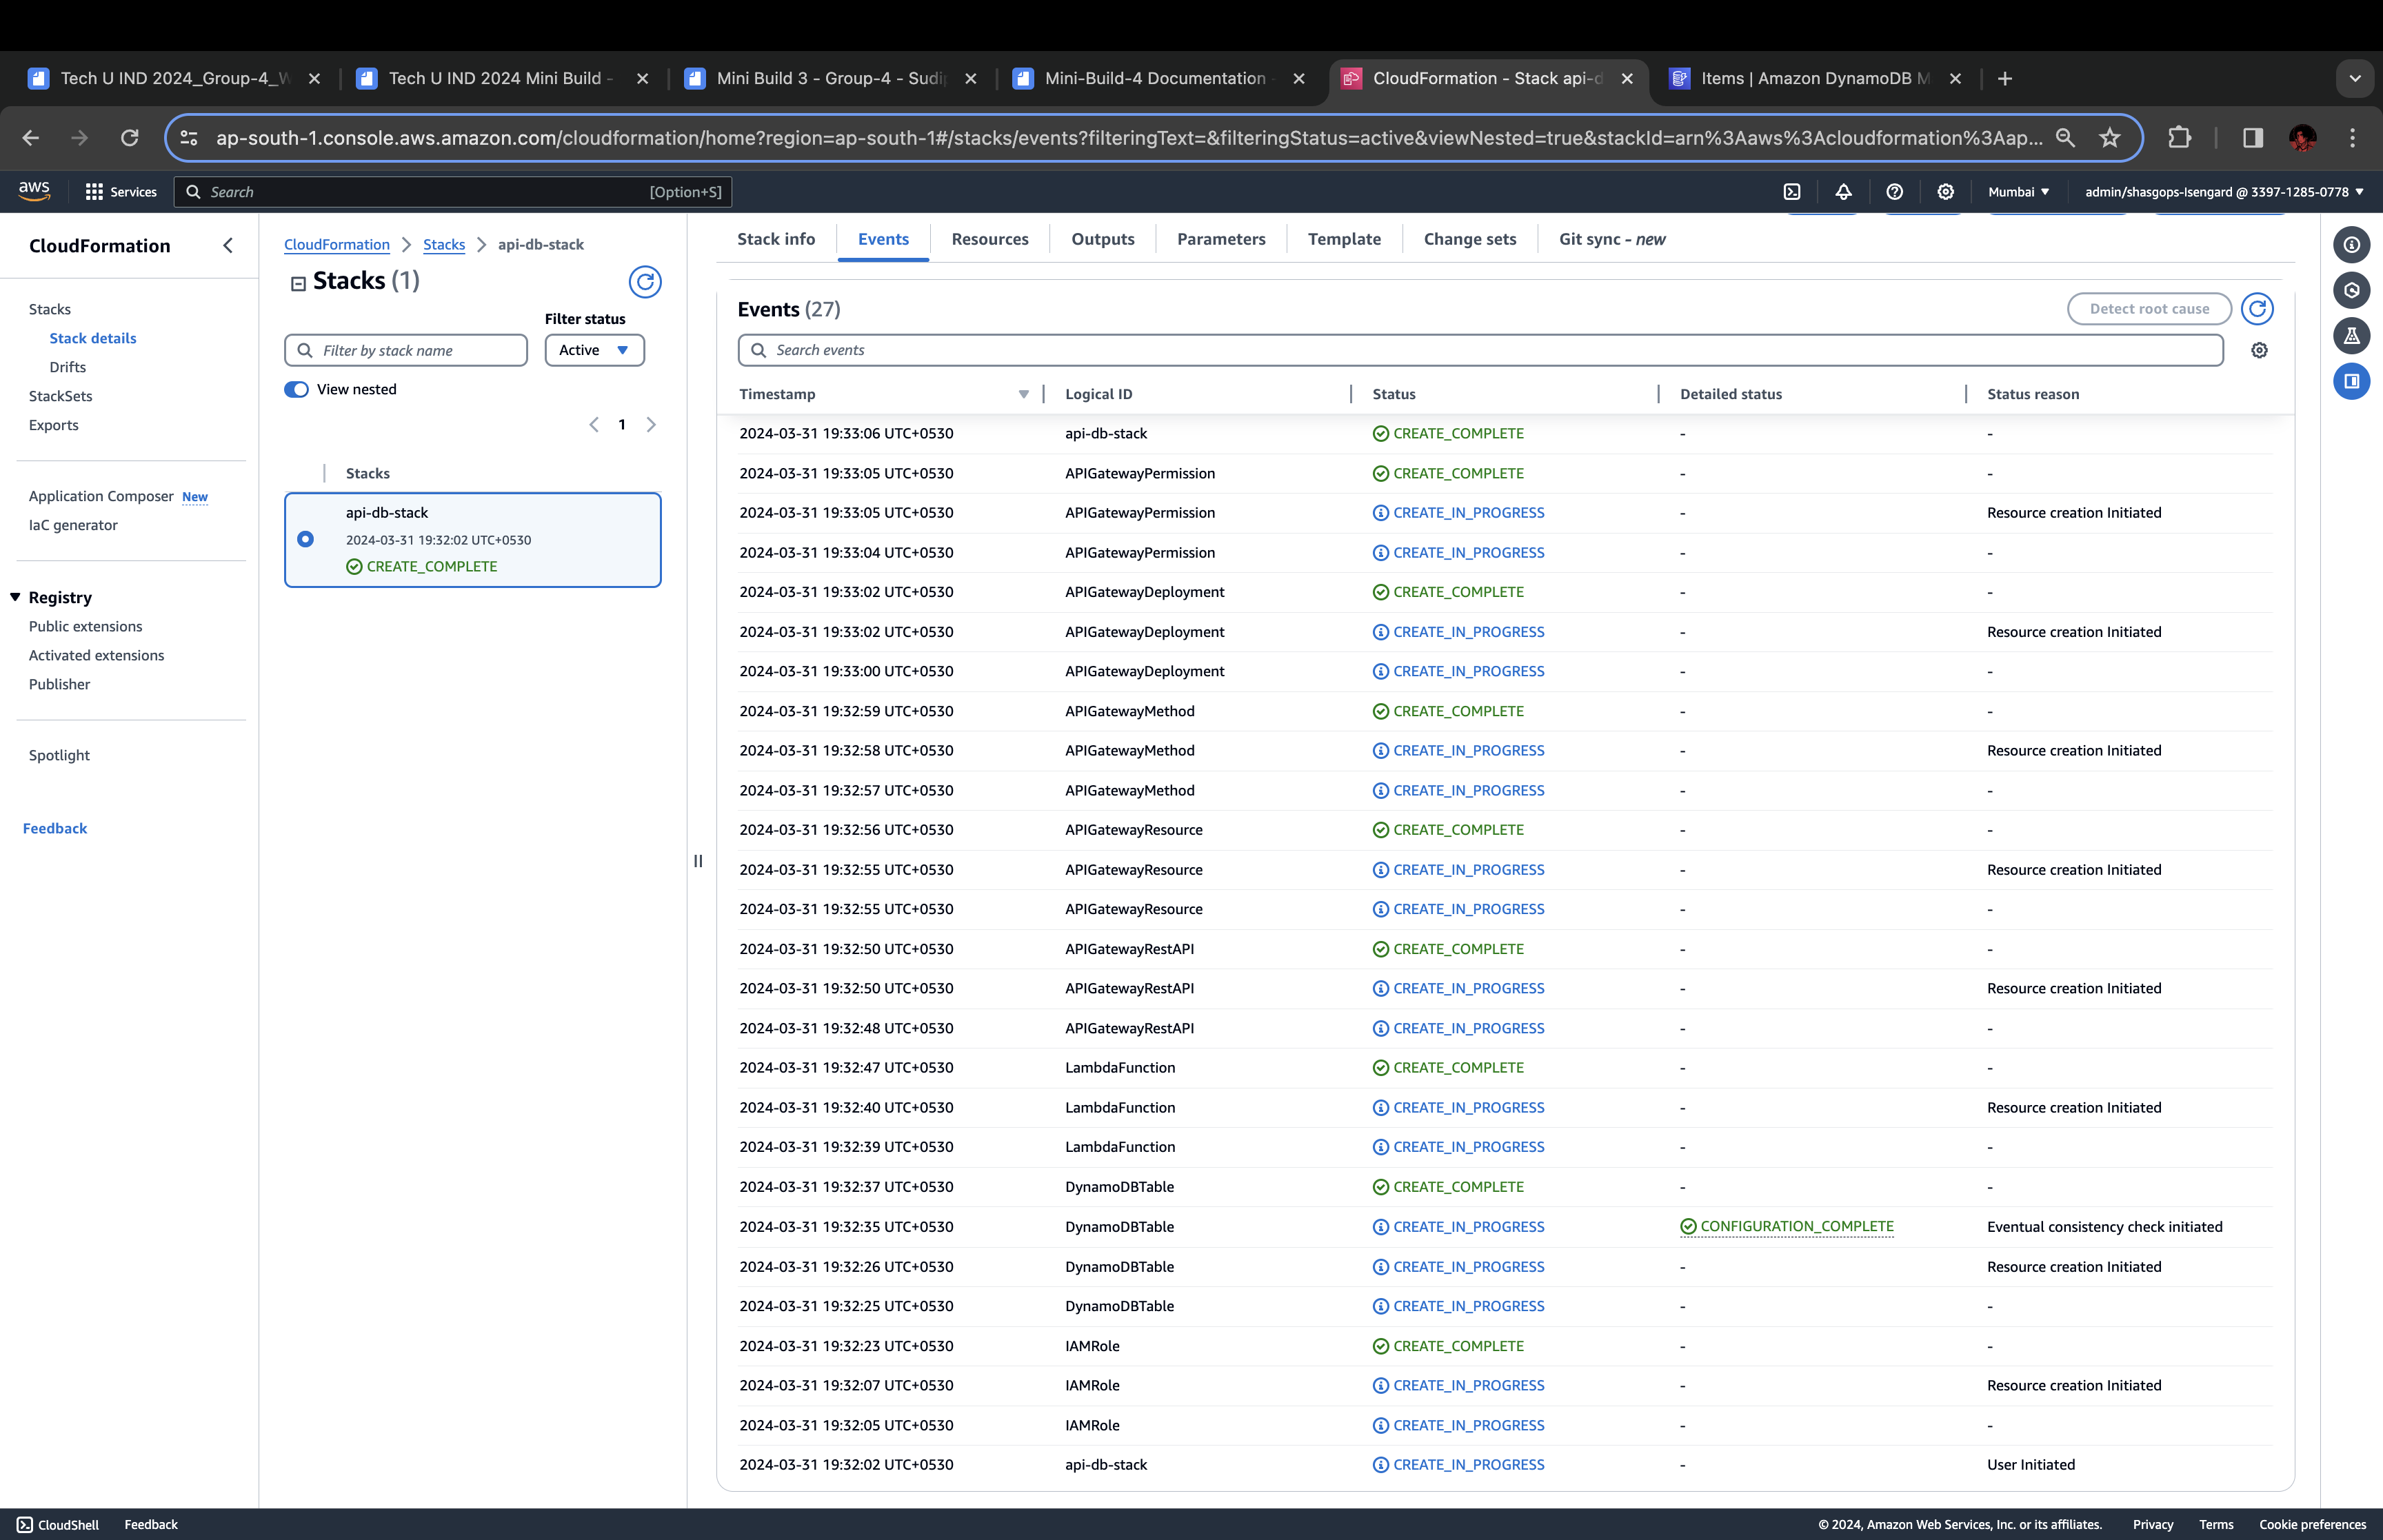 Tech U IND 2024_Group-4_W
Tech U IND 2024 Mini Build -
Mini Build 3 - Group-4 - Sudip
Mini-Build-4 Documentation -
CloudFormation - Stack api-d
Items | Amazon DynamoDB M
ap-south-1.console.aws.amazon.com/cloudformation/home?region=ap-south-1#/stacks/events?filteringText=&filteringStatus=active&viewNested=true&stackId=arn%3Aaws%3Acloudformation%3Aap...
aws
Services
Search
[Option+S]
Mumbai
admin/shasgops-Isengard @ 3397-1285-0778
CloudFormation
Stacks
Stack details
Drifts
StackSets
Exports
Application Composer New
IaC generator
Registry
Public extensions
Activated extensions
Publisher
Spotlight
Feedback
CloudFormation > Stacks > api-db-stack
Stacks (1)
Filter status
Filter by stack name
Active
View nested
1
Stacks
api-db-stack
2024-03-31 19:32:02 UTC+0530
CREATE_COMPLETE
Stack info Events Resources Outputs Parameters Template Change sets Git sync - new
Events (27)
Detect root cause
Search events
Timestamp Logical ID Status Detailed status Status reason
2024-03-31 19:33:06 UTC+0530 api-db-stack CREATE_COMPLETE - -
2024-03-31 19:33:05 UTC+0530 APIGatewayPermission CREATE_COMPLETE - -
2024-03-31 19:33:05 UTC+0530 APIGatewayPermission CREATE_IN_PROGRESS - Resource creation Initiated
2024-03-31 19:33:04 UTC+0530 APIGatewayPermission CREATE_IN_PROGRESS - -
2024-03-31 19:33:02 UTC+0530 APIGatewayDeployment CREATE_COMPLETE - -
2024-03-31 19:33:02 UTC+0530 APIGatewayDeployment CREATE_IN_PROGRESS - Resource creation Initiated
2024-03-31 19:33:00 UTC+0530 APIGatewayDeployment CREATE_IN_PROGRESS - -
2024-03-31 19:32:59 UTC+0530 APIGatewayMethod CREATE_COMPLETE - -
2024-03-31 19:32:58 UTC+0530 APIGatewayMethod CREATE_IN_PROGRESS - Resource creation Initiated
2024-03-31 19:32:57 UTC+0530 APIGatewayMethod CREATE_IN_PROGRESS - -
2024-03-31 19:32:56 UTC+0530 APIGatewayResource CREATE_COMPLETE - -
2024-03-31 19:32:55 UTC+0530 APIGatewayResource CREATE_IN_PROGRESS - Resource creation Initiated
2024-03-31 19:32:55 UTC+0530 APIGatewayResource CREATE_IN_PROGRESS - -
2024-03-31 19:32:50 UTC+0530 APIGatewayRestAPI CREATE_COMPLETE - -
2024-03-31 19:32:50 UTC+0530 APIGatewayRestAPI CREATE_IN_PROGRESS - Resource creation Initiated
2024-03-31 19:32:48 UTC+0530 APIGatewayRestAPI CREATE_IN_PROGRESS - -
2024-03-31 19:32:47 UTC+0530 LambdaFunction CREATE_COMPLETE - -
2024-03-31 19:32:40 UTC+0530 LambdaFunction CREATE_IN_PROGRESS - Resource creation Initiated
2024-03-31 19:32:39 UTC+0530 LambdaFunction CREATE_IN_PROGRESS - -
2024-03-31 19:32:37 UTC+0530 DynamoDBTable CREATE_COMPLETE - -
2024-03-31 19:32:35 UTC+0530 DynamoDBTable CREATE_IN_PROGRESS CONFIGURATION_COMPLETE Eventual consistency check initiated
2024-03-31 19:32:26 UTC+0530 DynamoDBTable CREATE_IN_PROGRESS - Resource creation Initiated
2024-03-31 19:32:25 UTC+0530 DynamoDBTable CREATE_IN_PROGRESS - -
2024-03-31 19:32:23 UTC+0530 IAMRole CREATE_COMPLETE - -
2024-03-31 19:32:07 UTC+0530 IAMRole CREATE_IN_PROGRESS - Resource creation Initiated
2024-03-31 19:32:05 UTC+0530 IAMRole CREATE_IN_PROGRESS - -
2024-03-31 19:32:02 UTC+0530 api-db-stack CREATE_IN_PROGRESS - User Initiated
CloudShell Feedback © 2024, Amazon Web Services, Inc. or its affiliates. Privacy Terms Cookie preferences